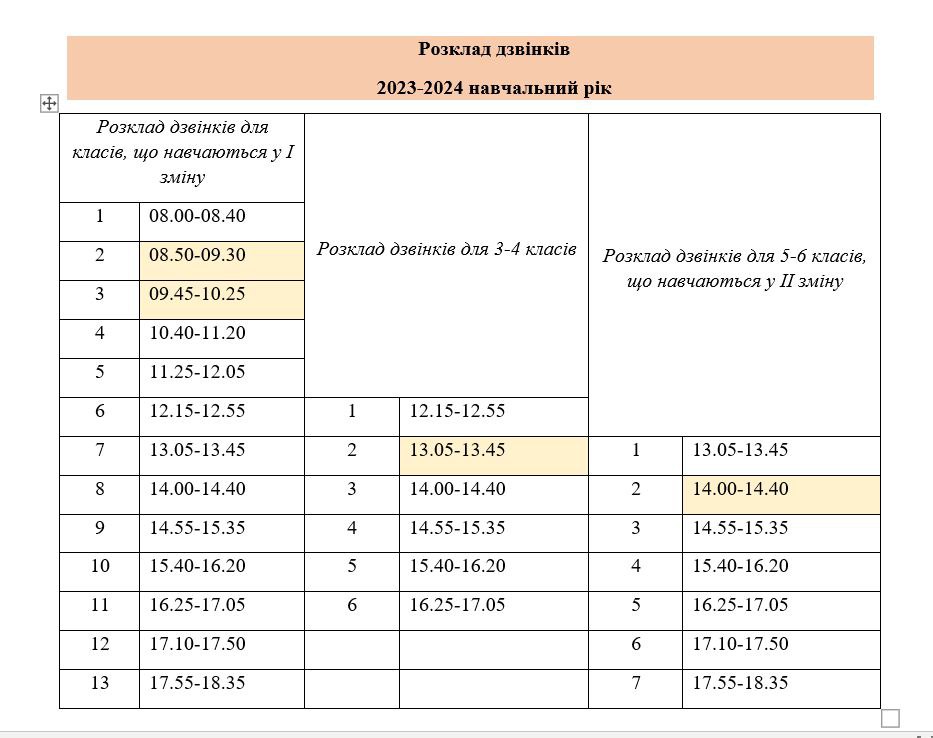 Розклад дзвінків
2023-2024 навчальний рік
Розклад дзвінків для
класів, що навчаються у І
зміну
Розклад дзвінків для 3-4 класів
Розклад дзвінків для 5-6 класів,
що навчаються у ІІ зміну
1 08.00-08.40
2 08.50-09.30
3 09.45-10.25
4 10.40-11.20
5 11.25-12.05
6 12.15-12.55 1 12.15-12.55
7 13.05-13.45 2 13.05-13.45 1 13.05-13.45
8 14.00-14.40 3 14.00-14.40 2 14.00-14.40
9 14.55-15.35 4 14.55-15.35 3 14.55-15.35
10 15.40-16.20 5 15.40-16.20 4 15.40-16.20
11 16.25-17.05 6 16.25-17.05 5 16.25-17.05
12 17.10-17.50 6 17.10-17.50
13 17.55-18.35 7 17.55-18.35